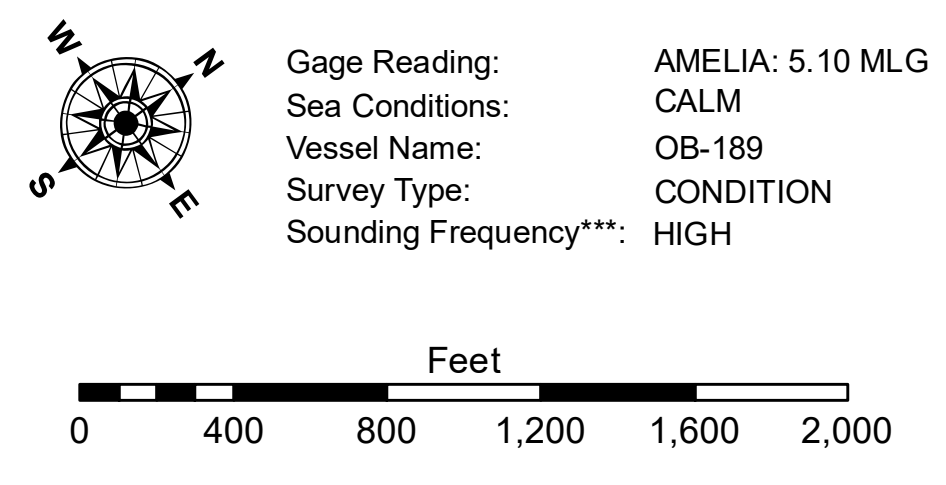 W
N
S
E
Gage Reading: AMELIA: 5.10 MLG
Sea Conditions: CALM
Vessel Name: OB-189
Survey Type: CONDITION
Sounding Frequency***: HIGH
Feet
0 400 800 1,200 1,600 2,000